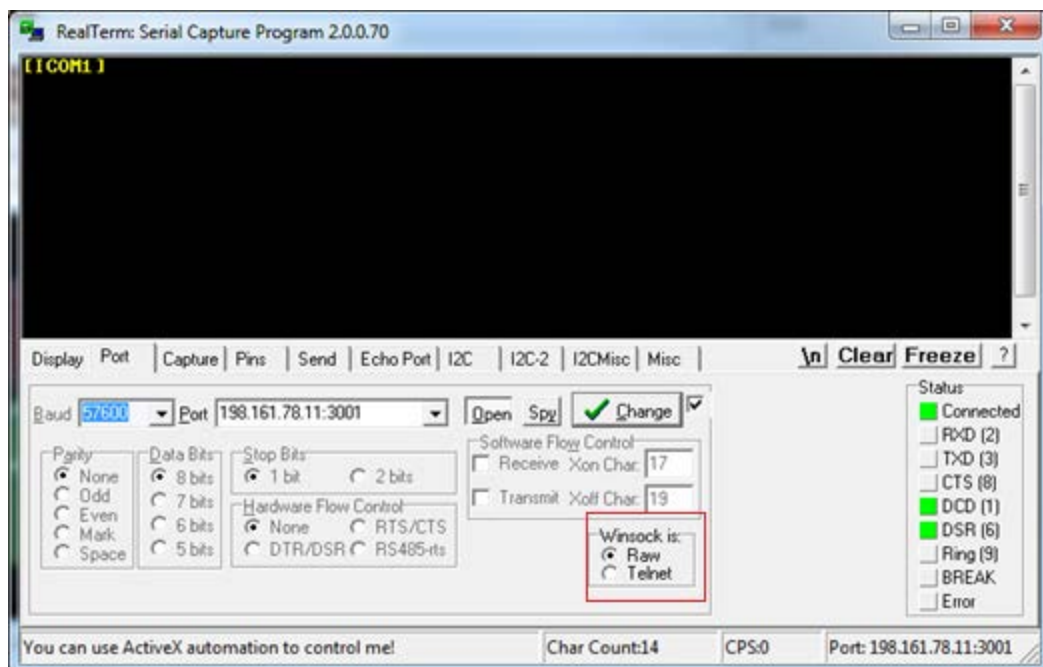 RealTerm: Serial Capture Program 2.0.0.70
[ICOM1]
Display Port Capture Pins Send Echo Port I2C I2C-2 I2CMisc Misc \n Clear Freeze ?
Baud 57600 Port 198.161.78.11:3001 Open Spy Change
Parity
None
Odd
Even
Mark
Space
Data Bits
8 bits
7 bits
6 bits
5 bits
Stop Bits
1 bit 2 bits
Hardware Flow Control
None RTS/CTS
DTR/DSR RS485-rts
Software Flow Control
Receive Xon Char: 17
Transmit Xoff Char: 19
Winsock is:
Raw
Telnet
Status
Connected
RXD (2)
TXD (3)
CTS (8)
DCD (1)
DSR (6)
Ring (9)
BREAK
Error
You can use ActiveX automation to control me! Char Count:14 CPS:0 Port: 198.161.78.11:3001